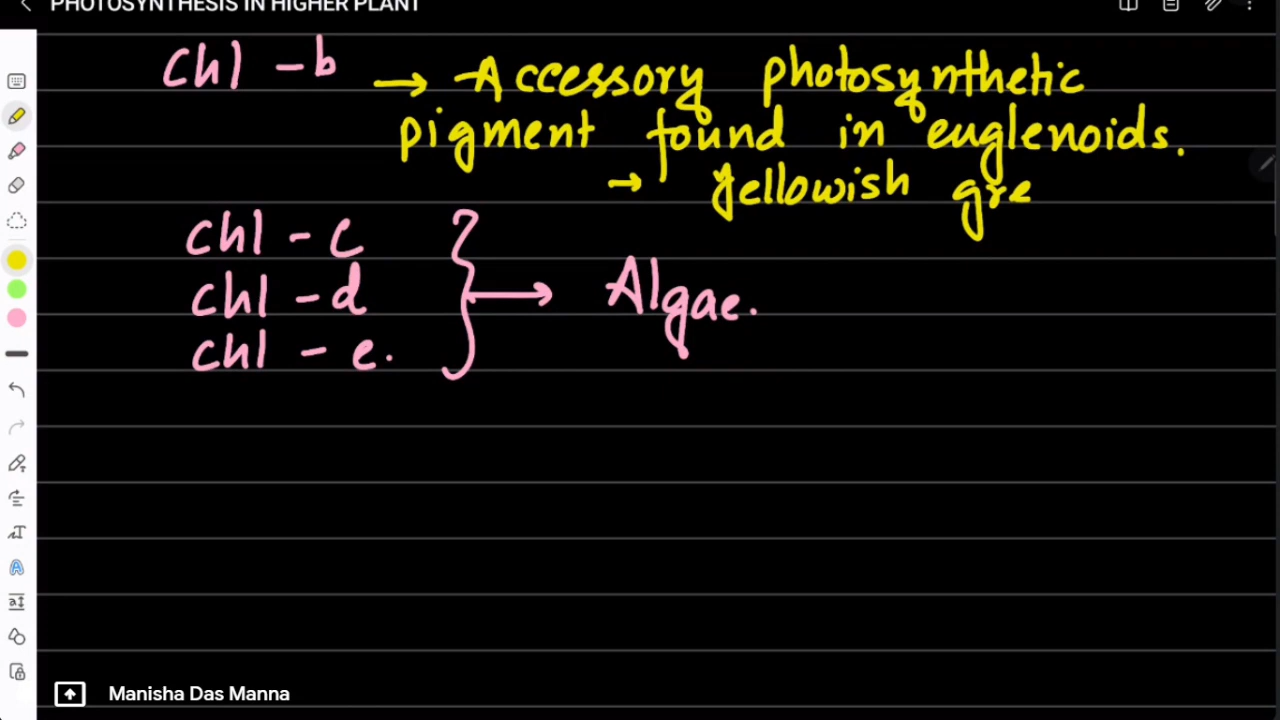 PHOTOSYNTHESIS IN HIGHER PLANT
Chl - b → Accessory photosynthetic
pigment found in euglenoids.
→ Yellowish gre
chl - c
chl - d
chl - e.
→ Algae.
Manisha Das Manna